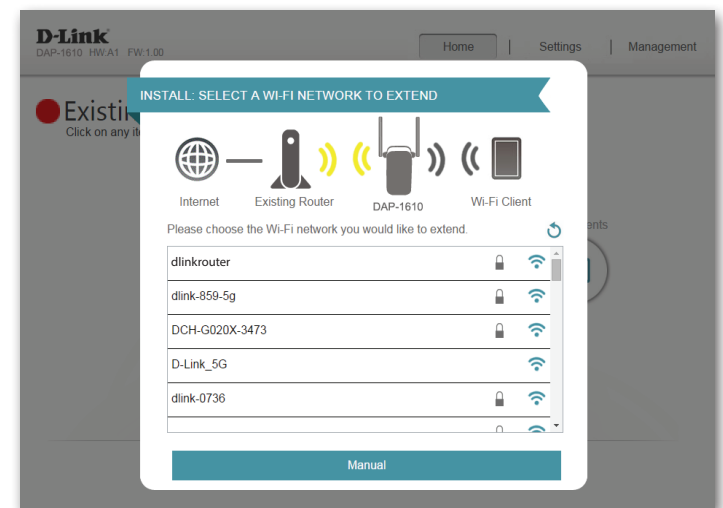 D-Link
DAP-1610 HW:A1 FW:1.00
Home | Settings | Management
Existi
Click on any ite
INSTALL: SELECT A WI-FI NETWORK TO EXTEND
Internet
Existing Router
DAP-1610
Wi-Fi Client
Please choose the Wi-Fi network you would like to extend.
ents
dlinkrouter
dlink-859-5g
DCH-G020X-3473
D-Link_5G
dlink-0736
Manual